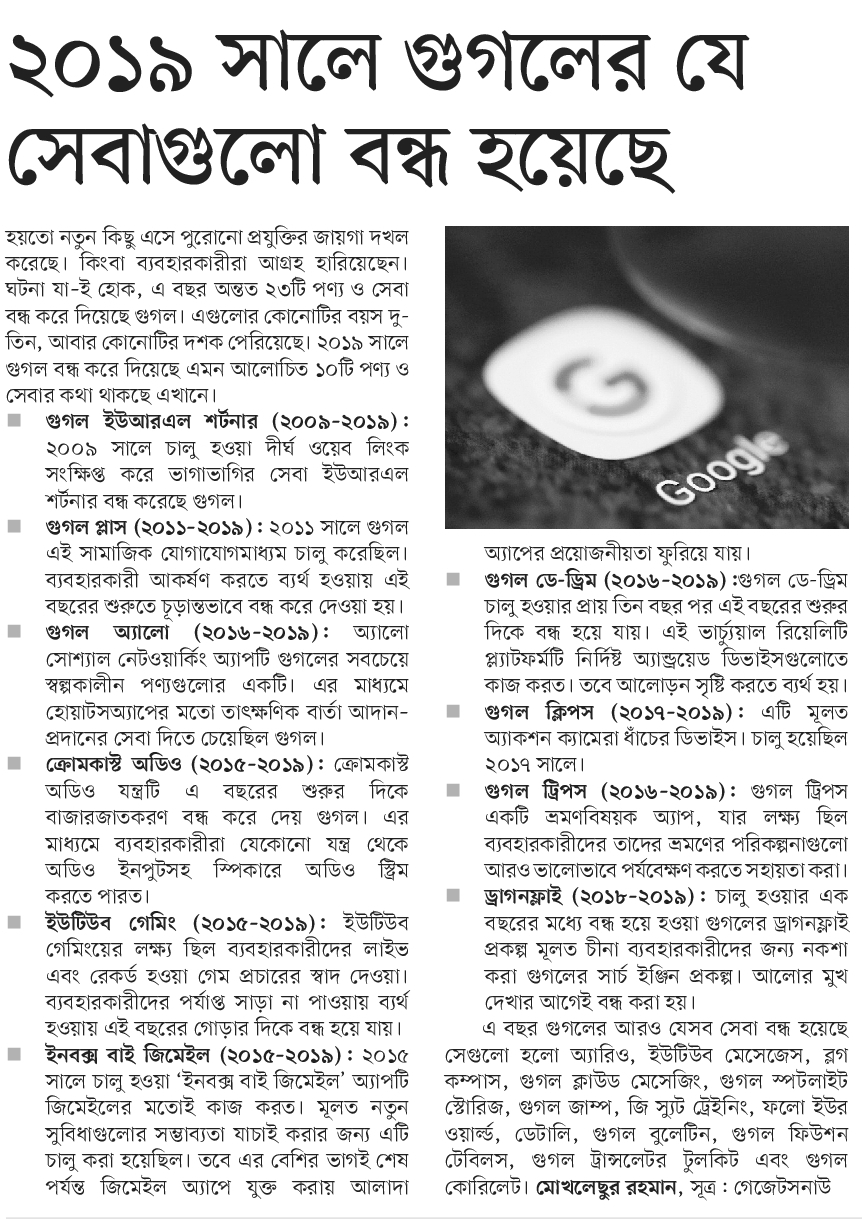 ২০১৯ সালে গুগলের যে
সেবাগুলো বন্ধ হয়েছে
হয়তো নতুন কিছু এসে পুরোনো প্রযুক্তির জায়গা দখল
করেছে। কিংবা ব্যবহারকারীরা আগ্রহ হারিয়েছেন।
ঘটনা যা-ই হোক, এ বছর অন্তত ২৩টি পণ্য ও সেবা
বন্ধ করে দিয়েছে গুগল। এগুলোর কোনোটির বয়স দু-
তিন, আবার কোনোটির দশক পেরিয়েছে। ২০১৯ সালে
গুগল বন্ধ করে দিয়েছে এমন আলোচিত ১০টি পণ্য ও
সেবার কথা থাকছে এখানে।
গুগল ইউআরএল শর্টনার (২০০৯-২০১৯):
২০০৯ সালে চালু হওয়া দীর্ঘ ওয়েব লিংক
সংক্ষিপ্ত করে ভাগাভাগির সেবা ইউআরএল
শর্টনার বন্ধ করেছে গুগল।
গুগল প্লাস (২০১১-২০১৯): ২০১১ সালে গুগল
এই সামাজিক যোগাযোগমাধ্যম চালু করেছিল।
ব্যবহারকারী আকর্ষণ করতে ব্যর্থ হওয়ায় এই
বছরের শুরুতে চূড়ান্তভাবে বন্ধ করে দেওয়া হয়।
গুগল অ্যালো (২০১৬-২০১৯): অ্যালো
সোশ্যাল নেটওয়ার্কিং অ্যাপটি গুগলের সবচেয়ে
স্বল্পকালীন পণ্যগুলোর একটি। এর মাধ্যমে
হোয়াটসঅ্যাপের মতো তাৎক্ষণিক বার্তা আদান-
প্রদানের সেবা দিতে চেয়েছিল গুগল।
ক্রোমকাস্ট অডিও (২০১৫-২০১৯): ক্রোমকাস্ট
অডিও যন্ত্রটি এ বছরের শুরুর দিকে
বাজারজাতকরণ বন্ধ করে দেয় গুগল। এর
মাধ্যমে ব্যবহারকারীরা যেকোনো যন্ত্র থেকে
অডিও ইনপুটসহ স্পিকারে অডিও স্ট্রিম
করতে পারত।
ইউটিউব গেমিং (২০১৫-২০১৯): ইউটিউব
গেমিংয়ের লক্ষ্য ছিল ব্যবহারকারীদের লাইভ
এবং রেকর্ড হওয়া গেম প্রচারের স্বাদ দেওয়া।
ব্যবহারকারীদের পর্যাপ্ত সাড়া না পাওয়ায় ব্যর্থ
হওয়ায় এই বছরের গোড়ার দিকে বন্ধ হয়ে যায়।
ইনবক্স বাই জিমেইল (২০১৫-২০১৯): ২০১৫
সালে চালু হওয়া ‘ইনবক্স বাই জিমেইল’ অ্যাপটি
জিমেইলের মতোই কাজ করত। মূলত নতুন
সুবিধাগুলোর সম্ভাব্যতা যাচাই করার জন্য এটি
চালু করা হয়েছিল। তবে এর বেশির ভাগই শেষ
পর্যন্ত জিমেইল অ্যাপে যুক্ত করায় আলাদা
G
Google
অ্যাপের প্রয়োজনীয়তা ফুরিয়ে যায়।
গুগল ডে-ড্রিম (২০১৬-২০১৯):গুগল ডে-ড্রিম
চালু হওয়ার প্রায় তিন বছর পর এই বছরের শুরুর
দিকে বন্ধ হয়ে যায়। এই ভার্চ্যুয়াল রিয়েলিটি
প্ল্যাটফর্মটি নির্দিষ্ট অ্যান্ড্রয়েড ডিভাইসগুলোতে
কাজ করত। তবে আলোড়ন সৃষ্টি করতে ব্যর্থ হয়।
গুগল ক্লিপস (২০১৭-২০১৯): এটি মূলত
অ্যাকশন ক্যামেরা ধাঁচের ডিভাইস। চালু হয়েছিল
২০১৭ সালে।
গুগল ট্রিপস (২০১৬-২০১৯): গুগল ট্রিপস
একটি ভ্রমণবিষয়ক অ্যাপ, যার লক্ষ্য ছিল
ব্যবহারকারীদের তাদের ভ্রমণের পরিকল্পনাগুলো
আরও ভালোভাবে পর্যবেক্ষণ করতে সহায়তা করা।
ড্রাগনফ্লাই (২০১৮-২০১৯): চালু হওয়ার এক
বছরের মধ্যে বন্ধ হয়ে হওয়া গুগলের ড্রাগনফ্লাই
প্রকল্প মূলত চীনা ব্যবহারকারীদের জন্য নকশা
করা গুগলের সার্চ ইঞ্জিন প্রকল্প। আলোর মুখ
দেখার আগেই বন্ধ করা হয়।
এ বছর গুগলের আরও যেসব সেবা বন্ধ হয়েছে
সেগুলো হলো অ্যারিও, ইউটিউব মেসেজেস, ব্লগ
কম্পাস, গুগল ক্লাউড মেসেজিং, গুগল স্পটলাইট
স্টোরিজ, গুগল জাম্প, জি স্যুট ট্রেইনিং, ফলো ইউর
ওয়ার্ল্ড, ডেটালি, গুগল বুলেটিন, গুগল ফিউশন
টেবিলস, গুগল ট্রান্সলেটর টুলকিট এবং গুগল
কোরিলেট। মোখলেছুর রহমান, সূত্র : গেজেটসনাউ